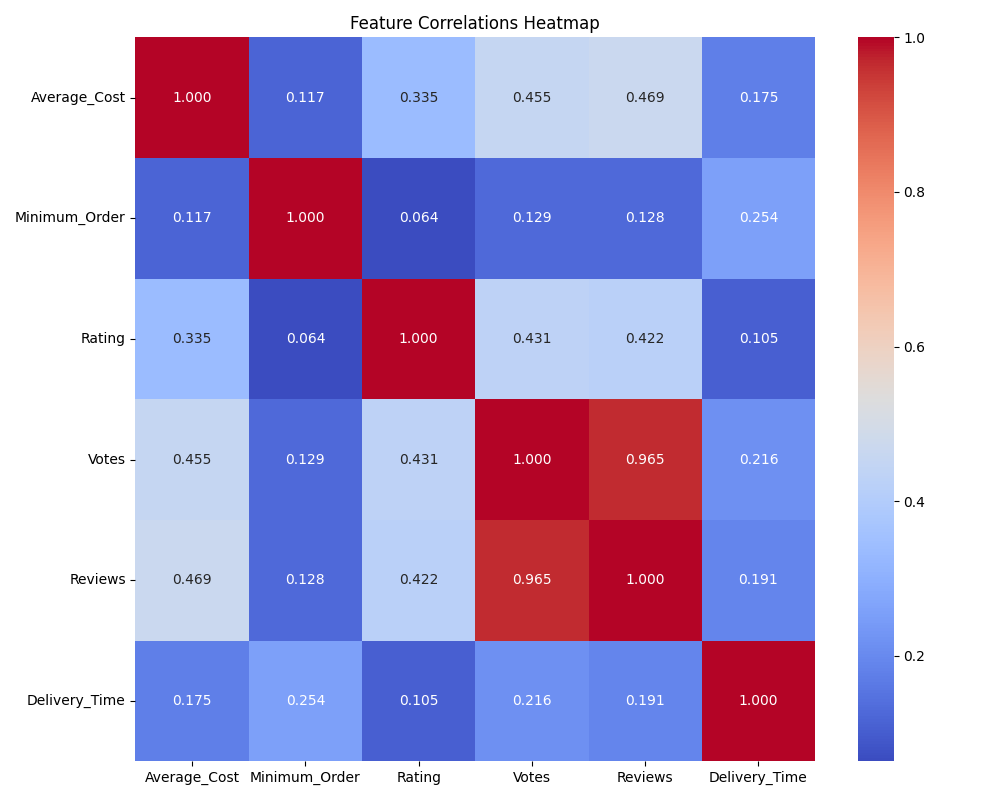 Feature Correlations Heatmap
Average_Cost 1.000 0.117 0.335 0.455 0.469 0.175
Minimum_Order 0.117 1.000 0.064 0.129 0.128 0.254
Rating 0.335 0.064 1.000 0.431 0.422 0.105
Votes 0.455 0.129 0.431 1.000 0.965 0.216
Reviews 0.469 0.128 0.422 0.965 1.000 0.191
Delivery_Time 0.175 0.254 0.105 0.216 0.191 1.000
Average_Cost Minimum_Order Rating Votes Reviews Delivery_Time
1.0
0.8
0.6
0.4
0.2